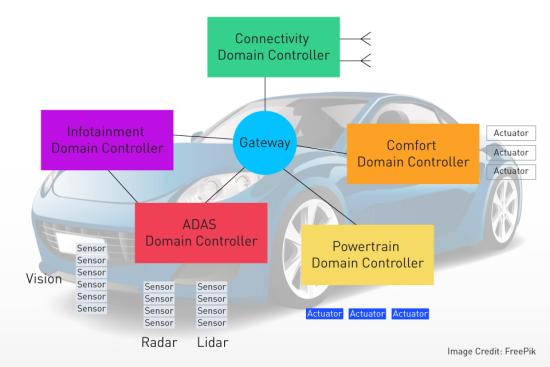 Connectivity
Domain Controller
Infotainment
Domain Controller
Gateway
Comfort
Domain Controller
Actuator
Actuator
Actuator
ADAS
Domain Controller
Powertrain
Domain Controller
Vision
Sensor
Sensor
Sensor
Sensor
Sensor
Sensor
Sensor
Sensor
Sensor
Sensor
Radar
Sensor
Sensor
Sensor
Sensor
Lidar
Actuator
Actuator
Actuator
Image Credit: FreePik